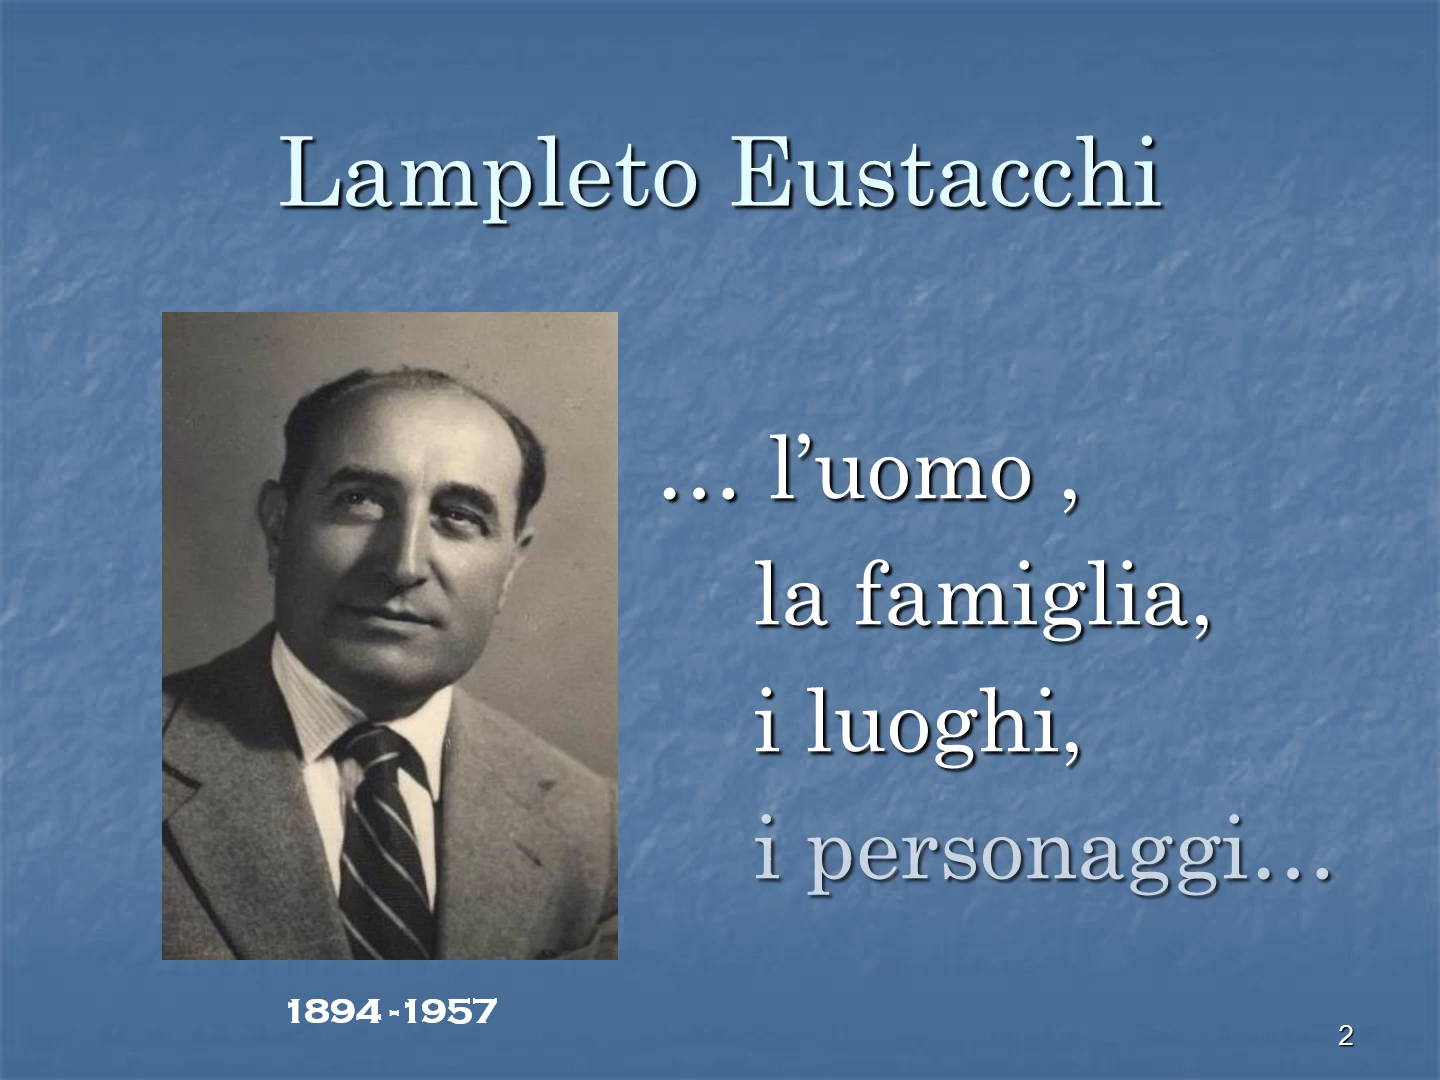 Lampleto Eustacchi
… l’uomo ,
la famiglia,
i luoghi,
i personaggi…
1894-1957
2